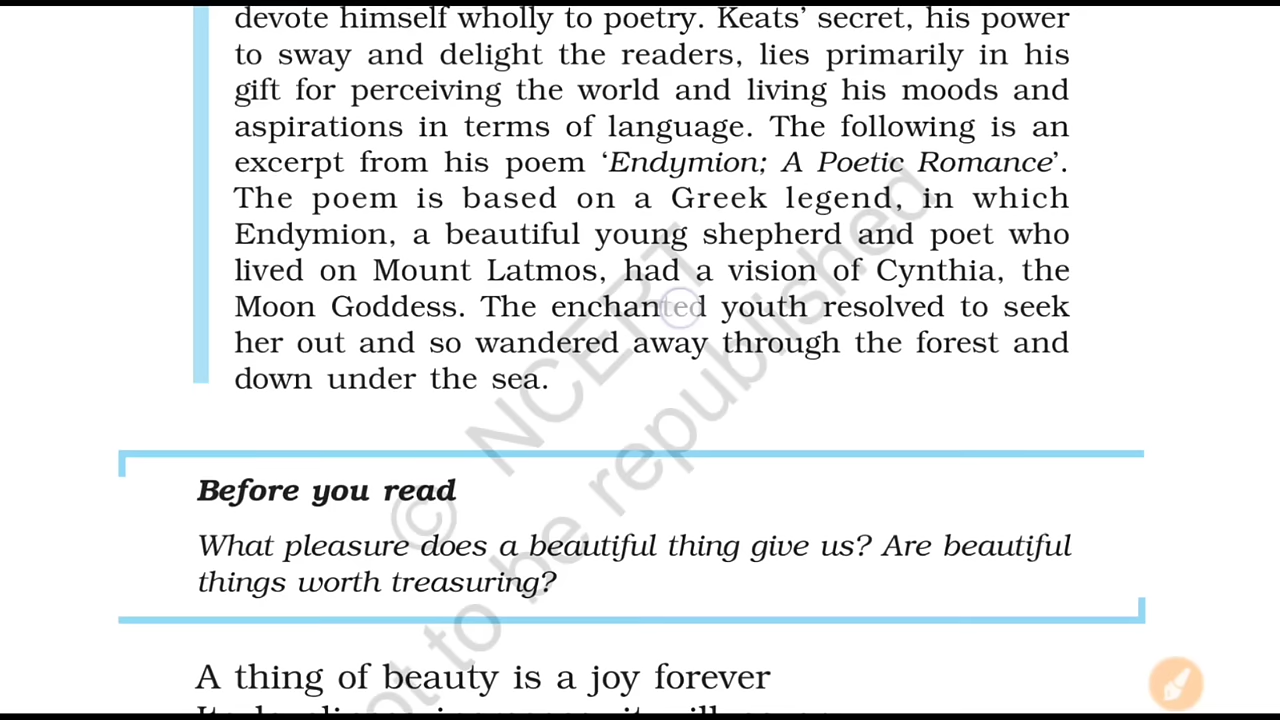 devote himself wholly to poetry. Keats’ secret, his power
to sway and delight the readers, lies primarily in his
gift for perceiving the world and living his moods and
aspirations in terms of language. The following is an
excerpt from his poem ‘Endymion; A Poetic Romance’.
The poem is based on a Greek legend, in which
Endymion, a beautiful young shepherd and poet who
lived on Mount Latmos, had a vision of Cynthia, the
Moon Goddess. The enchanted youth resolved to seek
her out and so wandered away through the forest and
down under the sea.
© NCERT
not to be republished
Before you read
What pleasure does a beautiful thing give us? Are beautiful
things worth treasuring?
A thing of beauty is a joy forever